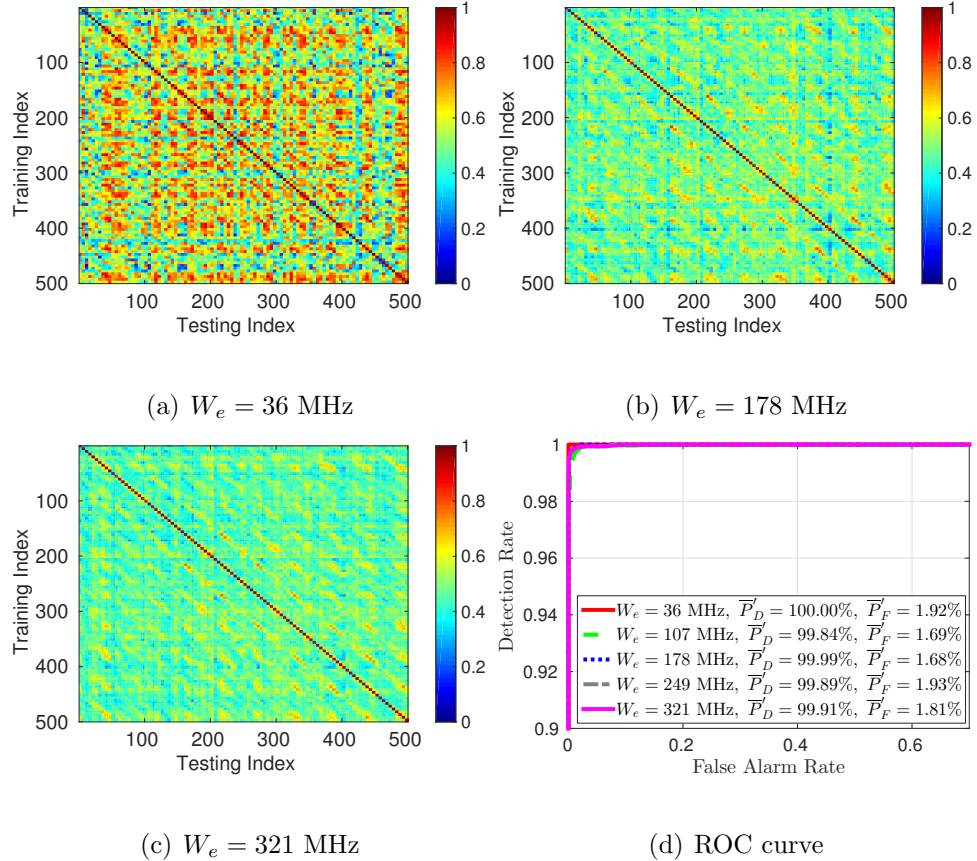 1
100
0.8
200
0.6
300
0.4
400
0.2
500
0
100 200 300 400 500
Training Index
Testing Index
1
100
0.8
200
0.6
300
0.4
400
0.2
500
0
100 200 300 400 500
Training Index
Testing Index
(a) W_e = 36 MHz
(b) W_e = 178 MHz
1
100
0.8
200
0.6
300
0.4
400
0.2
500
0
100 200 300 400 500
Training Index
Testing Index
1
0.98
0.96
0.94
0.92
0.9
Detection Rate
W_e = 36 MHz, P̅′_D = 100.00%, P̅′_F = 1.92%
W_e = 107 MHz, P̅′_D = 99.84%, P̅′_F = 1.69%
W_e = 178 MHz, P̅′_D = 99.99%, P̅′_F = 1.68%
W_e = 249 MHz, P̅′_D = 99.89%, P̅′_F = 1.93%
W_e = 321 MHz, P̅′_D = 99.91%, P̅′_F = 1.81%
0 0.2 0.4 0.6
False Alarm Rate
(c) W_e = 321 MHz
(d) ROC curve